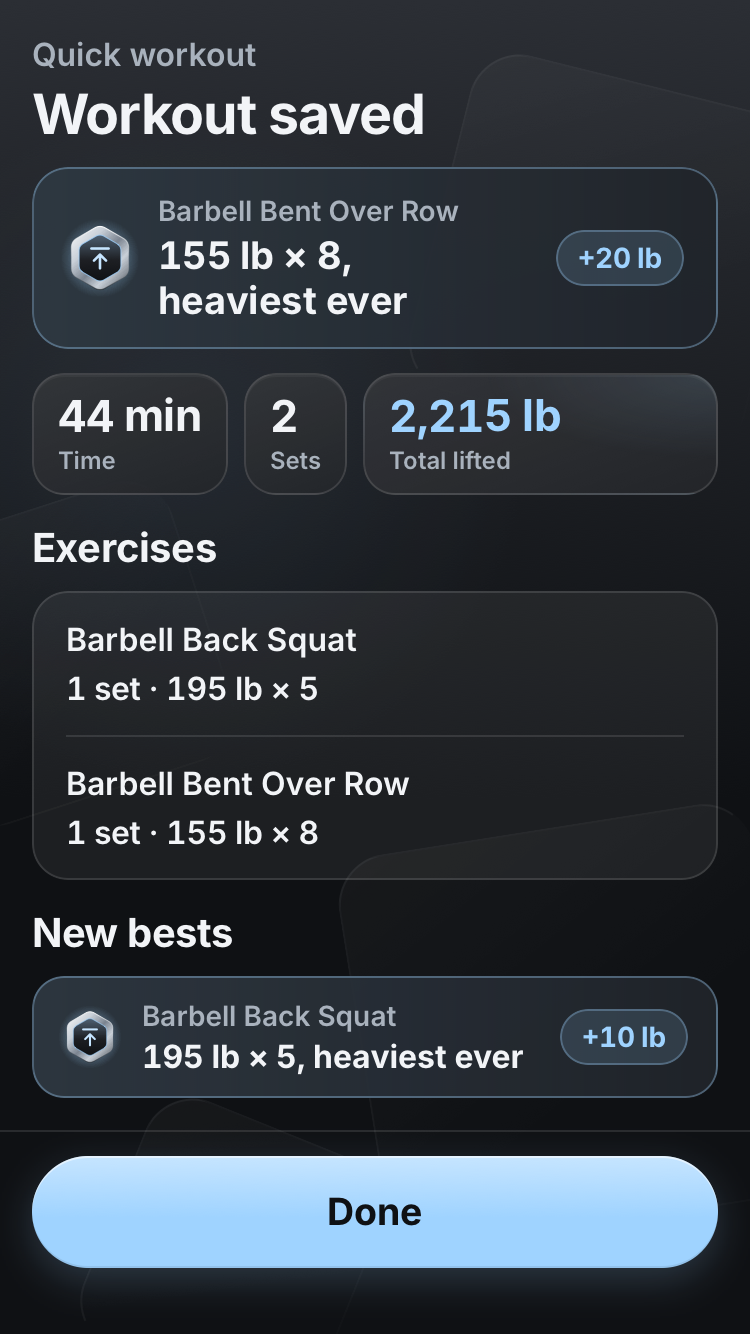 Quick workout
Workout saved
Barbell Bent Over Row
155 lb × 8,
heaviest ever
+20 lb
44 min
Time
2
Sets
2,215 lb
Total lifted
Exercises
Barbell Back Squat
1 set · 195 lb × 5
Barbell Bent Over Row
1 set · 155 lb × 8
New bests
Barbell Back Squat
195 lb × 5, heaviest ever
+10 lb
Done